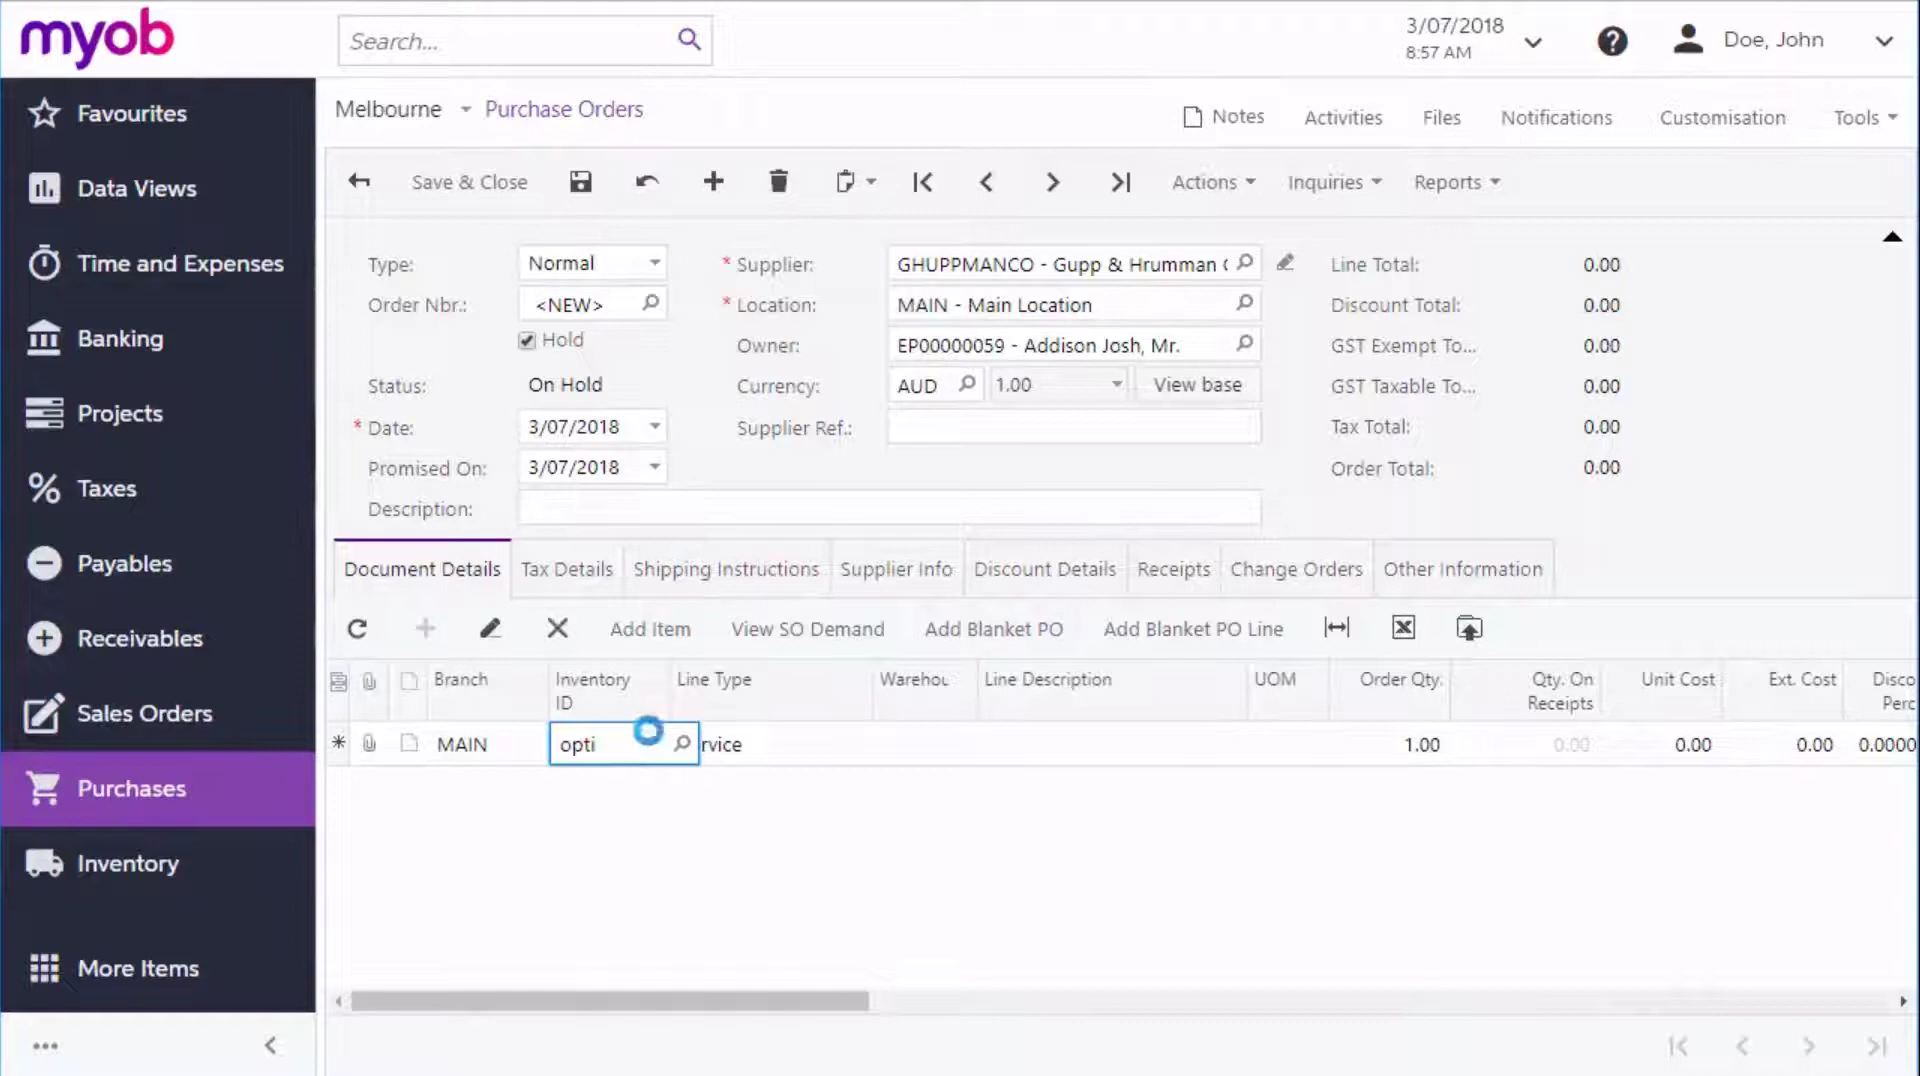 myob
Search...
3/07/2018
8:57 AM
?
Doe, John
Favourites
Data Views
Time and Expenses
Banking
Projects
Taxes
Payables
Receivables
Sales Orders
Purchases
Inventory
More Items
Melbourne
Purchase Orders
Notes
Activities
Files
Notifications
Customisation
Tools
Save & Close
Actions
Inquiries
Reports
Type:
Normal
Order Nbr.:
<NEW>
Hold
Status:
On Hold
* Date:
3/07/2018
Promised On:
3/07/2018
Description:
* Supplier:
GHUPPMANCO - Gupp & Hrumman
* Location:
MAIN - Main Location
Owner:
EP00000059 - Addison Josh, Mr.
Currency:
AUD
1.00
View base
Supplier Ref.:
Line Total:
0.00
Discount Total:
0.00
GST Exempt To...
0.00
GST Taxable To...
0.00
Tax Total:
0.00
Order Total:
0.00
Document Details
Tax Details
Shipping Instructions
Supplier Info
Discount Details
Receipts
Change Orders
Other Information
Add Item
View SO Demand
Add Blanket PO
Add Blanket PO Line
Branch
Inventory
ID
Line Type
Warehou
Line Description
UOM
Order Qty.
Qty. On
Receipts
Unit Cost
Ext. Cost
Disco
Perc
MAIN
opti
rvice
1.00
0.00
0.00
0.00
0.0000